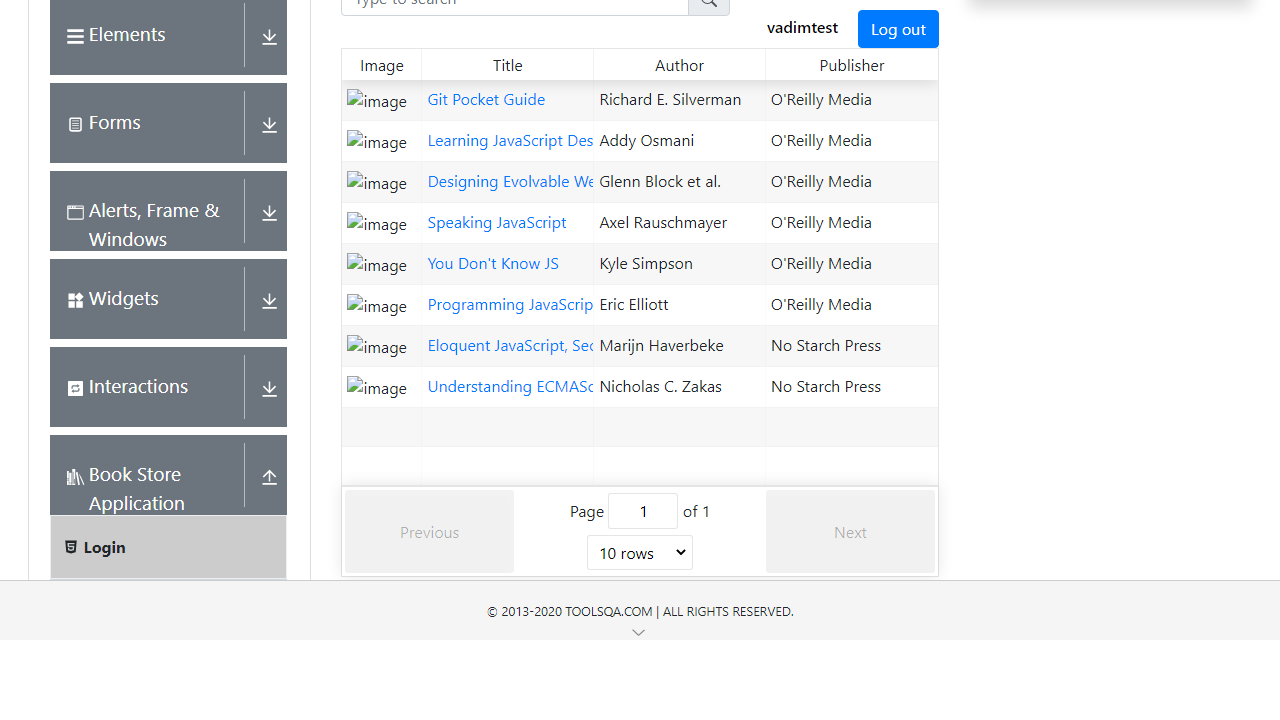 Type to search
Elements
vadimtest
Log out
Image Title Author Publisher
image Git Pocket Guide Richard E. Silverman O'Reilly Media
Forms
image Learning JavaScript Des Addy Osmani O'Reilly Media
image Designing Evolvable We Glenn Block et al. O'Reilly Media
Alerts, Frame &
Windows
image Speaking JavaScript Axel Rauschmayer O'Reilly Media
image You Don't Know JS Kyle Simpson O'Reilly Media
Widgets
image Programming JavaScrip Eric Elliott O'Reilly Media
image Eloquent JavaScript, Sec Marijn Haverbeke No Starch Press
Interactions
image Understanding ECMASc Nicholas C. Zakas No Starch Press
Book Store
Application
Login
Previous
Page 1 of 1
10 rows
Next
© 2013-2020 TOOLSQA.COM | ALL RIGHTS RESERVED.